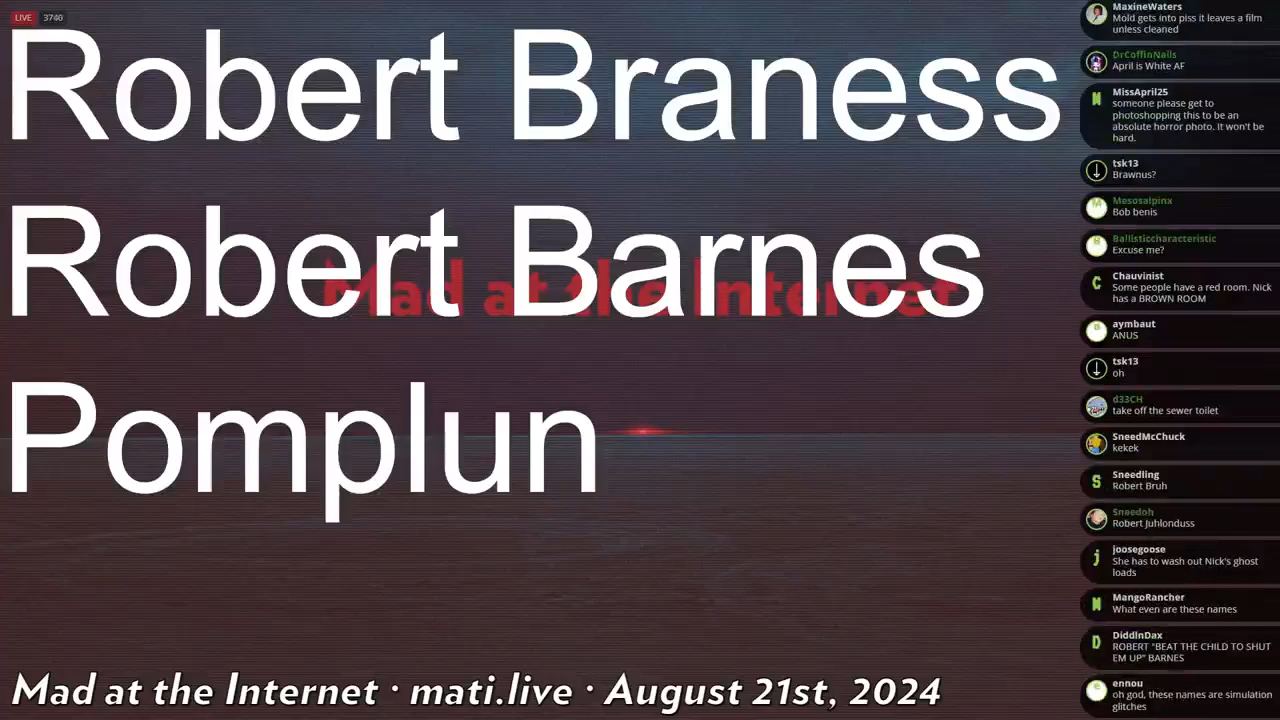 LIVE 3740
Robert Braness
Robert Barnes
Mad at the Internet
Pomplun
Mad at the Internet · mati.live · August 21st, 2024
MaxineWaters
Mold gets into piss it leaves a film
unless cleaned
DrCoffinNails
April is White AF
MissApril25
someone please get to
photoshopping this to be an
absolute horror photo. It won't be
hard.
tsk13
Brawnus?
Mesosalpinx
Bob benis
Ballisticcharacteristic
Excuse me?
Chauvinist
Some people have a red room. Nick
has a BROWN ROOM
aymbaut
ANUS
tsk13
oh
d33CH
take off the sewer toilet
SneedMcChuck
kekek
Sneedling
Robert Bruh
Sneedoh
Robert Juhlonduss
joosegoose
She has to wash out Nick's ghost
loads
MangoRancher
What even are these names
DiddInDax
ROBERT "BEAT THE CHILD TO SHUT
EM UP" BARNES
ennou
oh god, these names are simulation
glitches